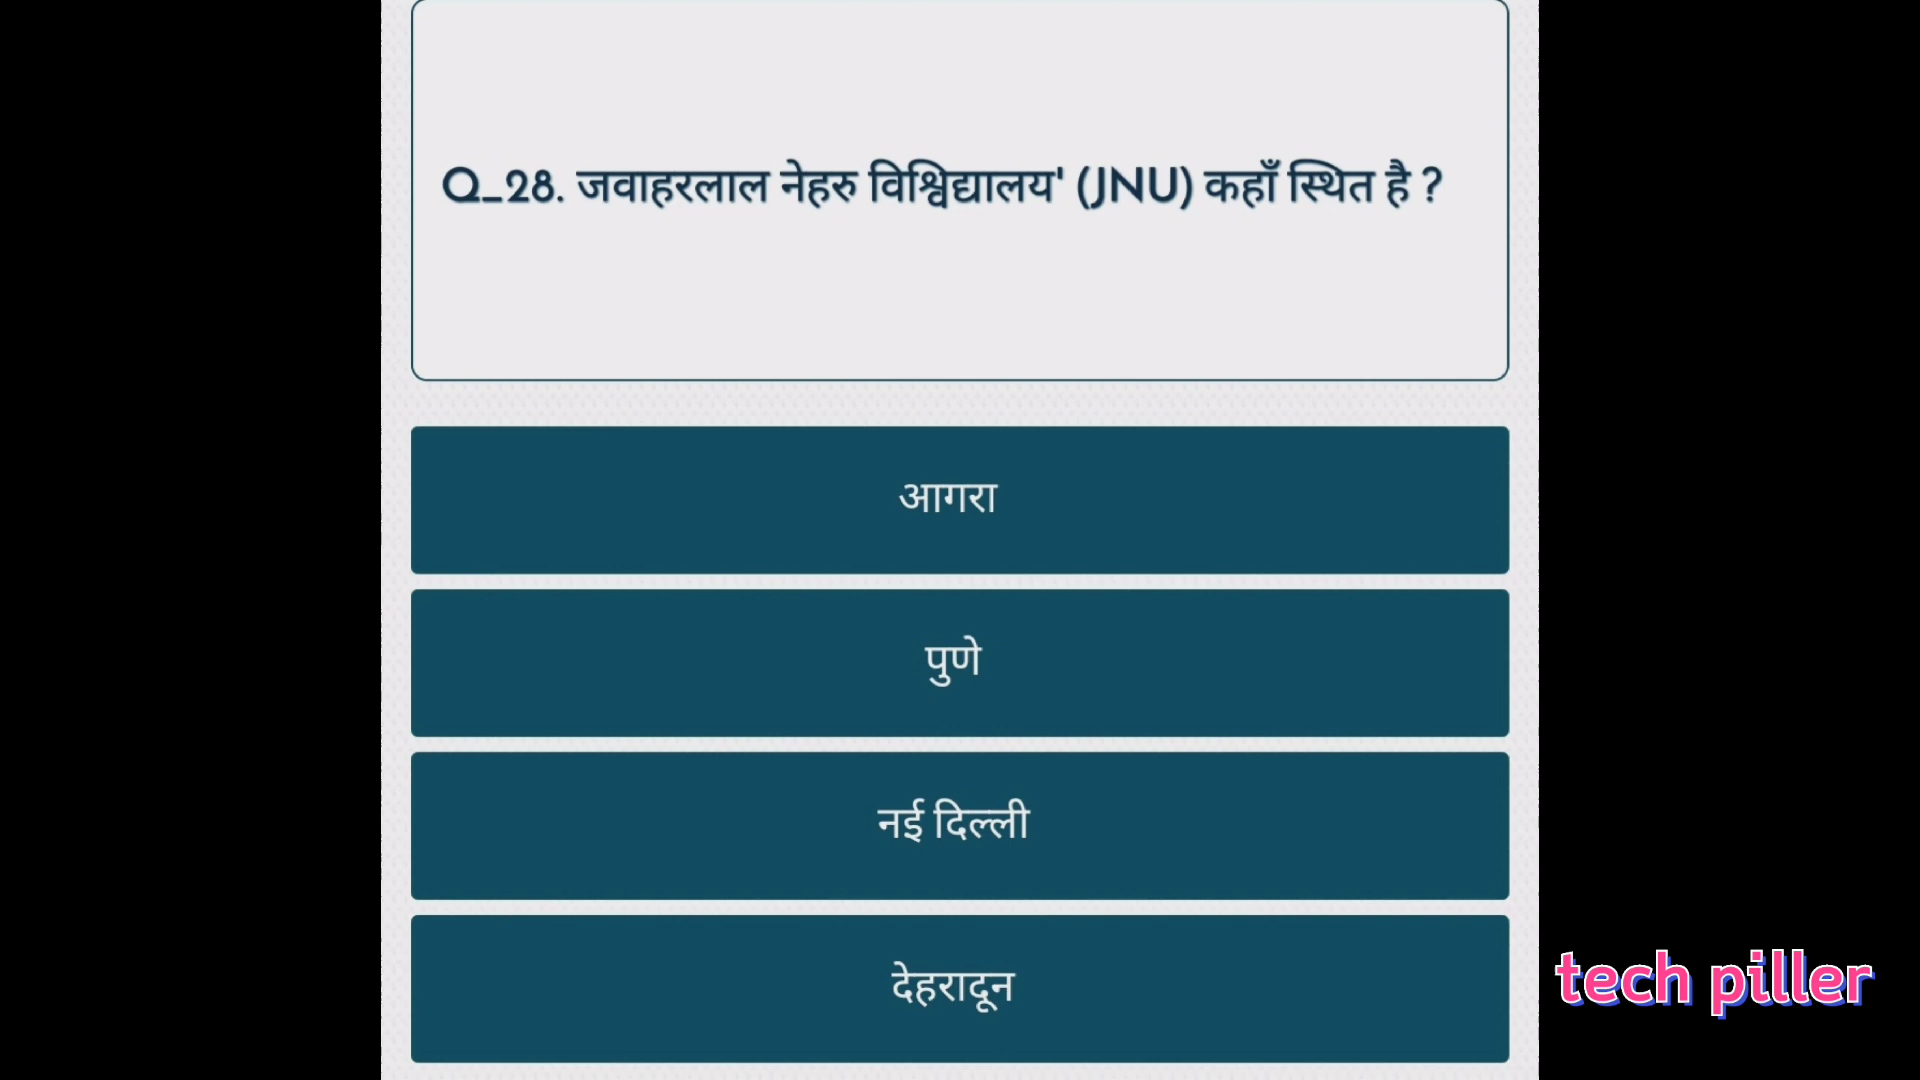 Q_28. जवाहरलाल नेहरु विश्विद्यालय' (JNU) कहाँ स्थित है ?
आगरा
पुणे
नई दिल्ली
देहरादून
tech piller